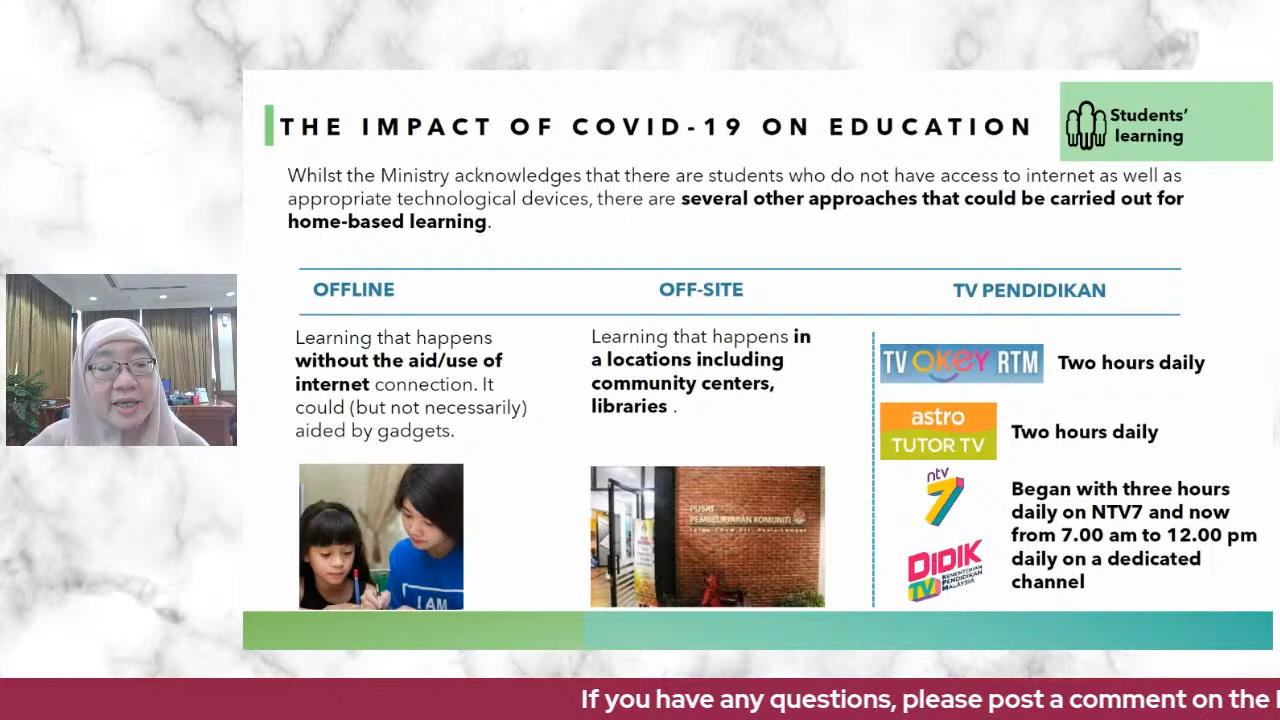 THE IMPACT OF COVID-19 ON EDUCATION
Students'
learning
Whilst the Ministry acknowledges that there are students who do not have access to internet as well as
appropriate technological devices, there are several other approaches that could be carried out for
home-based learning.
OFFLINE
OFF-SITE
TV PENDIDIKAN
Learning that happens
without the aid/use of
internet connection. It
could (but not necessarily)
aided by gadgets.
I AM
Learning that happens in
a locations including
community centers,
libraries .
PUSAT
PEMBELAJARAN KOMUNITI
TV OKEY RTM
Two hours daily
astro
TUTOR TV
Two hours daily
ntv
7
Began with three hours
daily on NTV7 and now
from 7.00 am to 12.00 pm
daily on a dedicated
channel
DIDIK
TV
KEMENTERIAN
PENDIDIKAN
MALAYSIA
If you have any questions, please post a comment on the